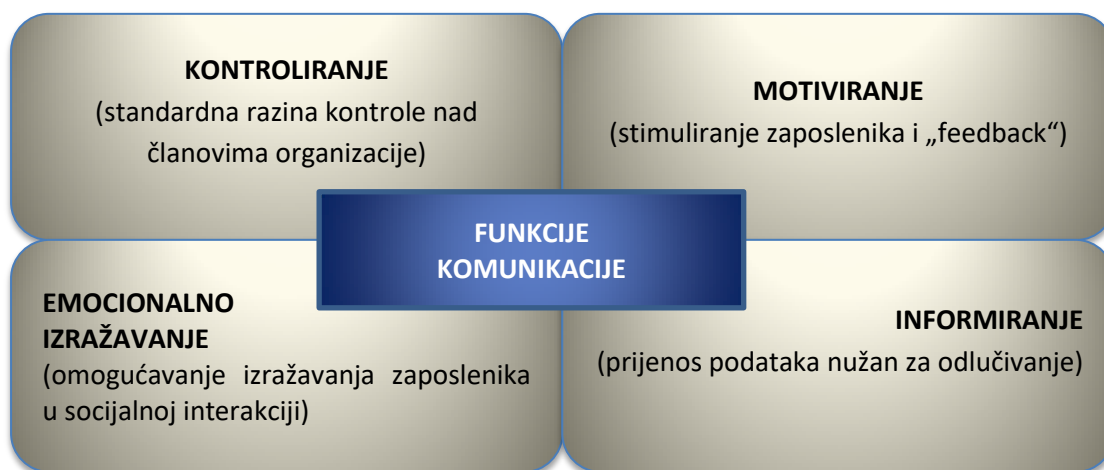 KONTROLIRANJE
(standardna razina kontrole nad
članovima organizacije)
MOTIVIRANJE
(stimuliranje zaposlenika i „feedback“)
FUNKCIJE
KOMUNIKACIJE
EMOCIONALNO
IZRAŽAVANJE
(omogućavanje izražavanja zaposlenika
u socijalnoj interakciji)
INFORMIRANJE
(prijenos podataka nužan za odlučivanje)